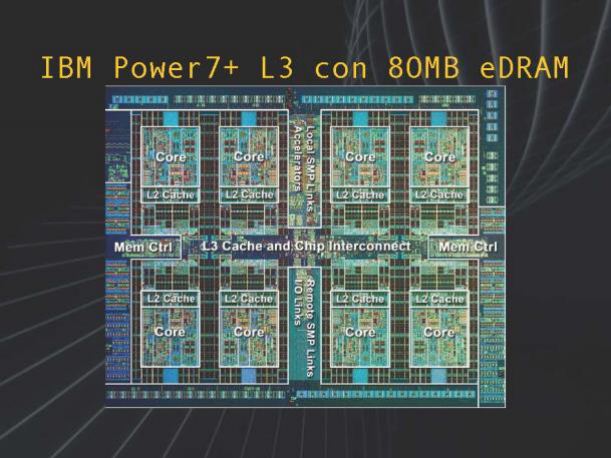 IBM Power7+ L3 con 80MB eDRAM
Core
Core
Local SMP Links
Accelerators
Core
Core
L2 Cache
L2 Cache
L2 Cache
L2 Cache
Mem Ctrl
L3 Cache and Chip Interconnect
Mem Ctrl
L2 Cache
L2 Cache
Remote SMP Links
I/O Links
L2 Cache
L2 Cache
Core
Core
Core
Core